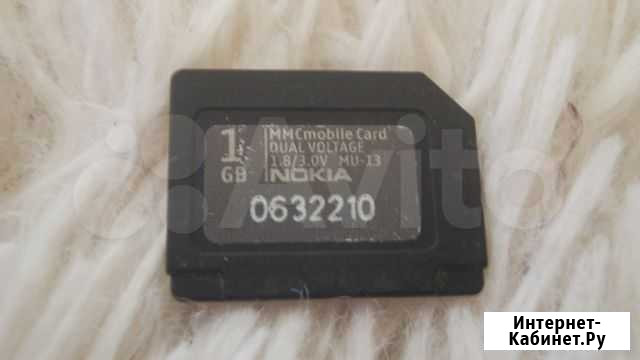 1 GB
MMCmobile Card
DUAL VOLTAGE
1.8/3.0V MU-13
NOKIA
0632210
Avito
Интернет-
Кабинет.Ру